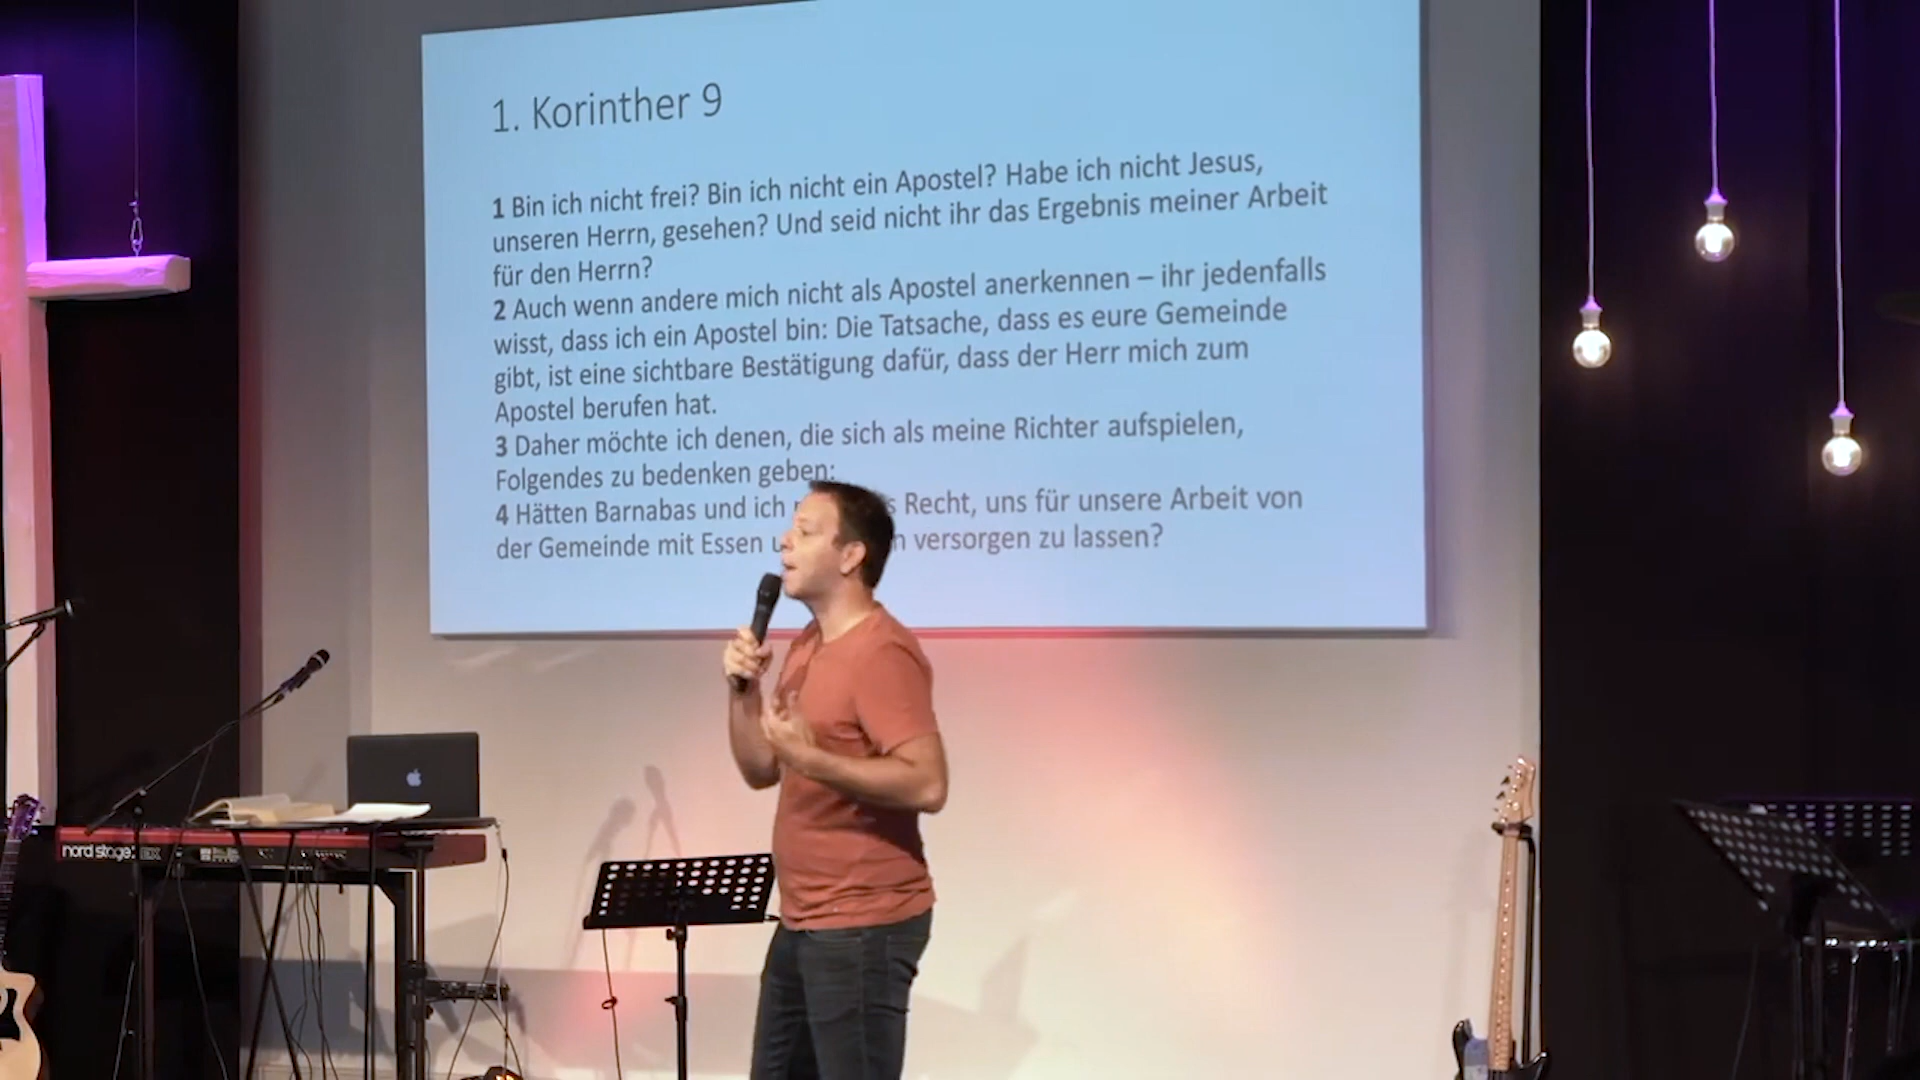 1. Korinther 9
1 Bin ich nicht frei? Bin ich nicht ein Apostel? Habe ich nicht Jesus,
unseren Herrn, gesehen? Und seid nicht ihr das Ergebnis meiner Arbeit
für den Herrn?
2 Auch wenn andere mich nicht als Apostel anerkennen – ihr jedenfalls
wisst, dass ich ein Apostel bin: Die Tatsache, dass es eure Gemeinde
gibt, ist eine sichtbare Bestätigung dafür, dass der Herr mich zum
Apostel berufen hat.
3 Daher möchte ich denen, die sich als meine Richter aufspielen,
Folgendes zu bedenken geben:
4 Hätten Barnabas und ich Recht, uns für unsere Arbeit von
der Gemeinde mit Essen versorgen zu lassen?
nord stage EX